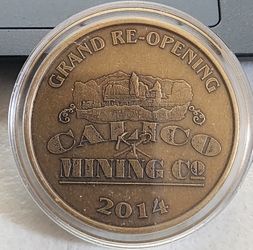 GRAND RE-OPENING
CALICO
MINING CO
2014